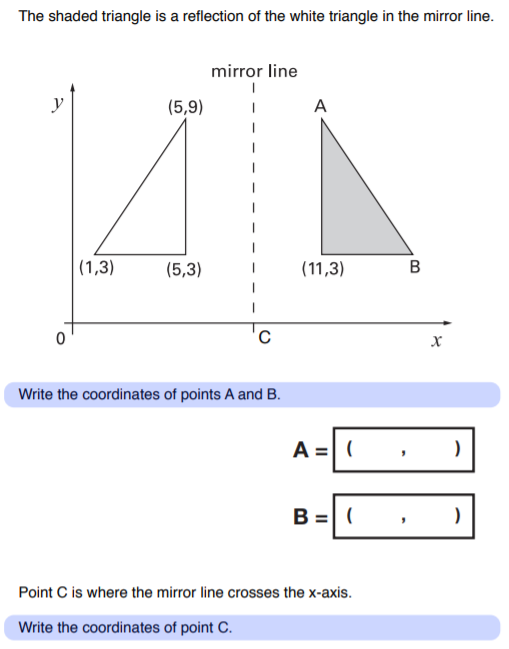 The shaded triangle is a reflection of the white triangle in the mirror line.
mirror line
y
(5,9)
A
(1,3)
(5,3)
(11,3)
B
0
C
x
Write the coordinates of points A and B.
A = ( , )
B = ( , )
Point C is where the mirror line crosses the x-axis.
Write the coordinates of point C.